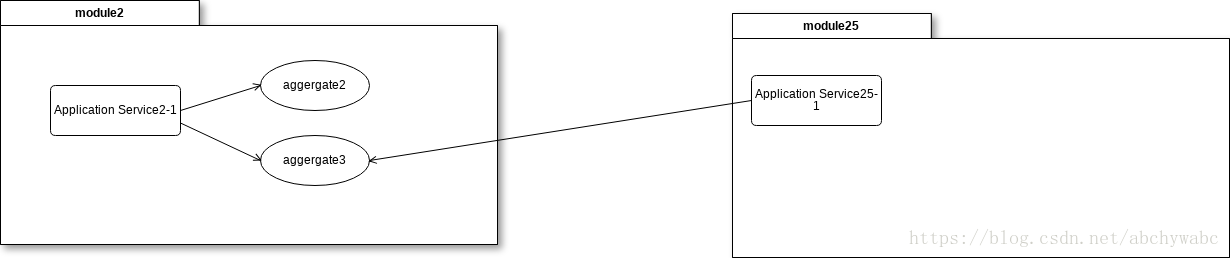 module2
module25
Application Service2-1
aggergate2
aggergate3
Application Service25-
1
https://blog.csdn.net/abchywabc